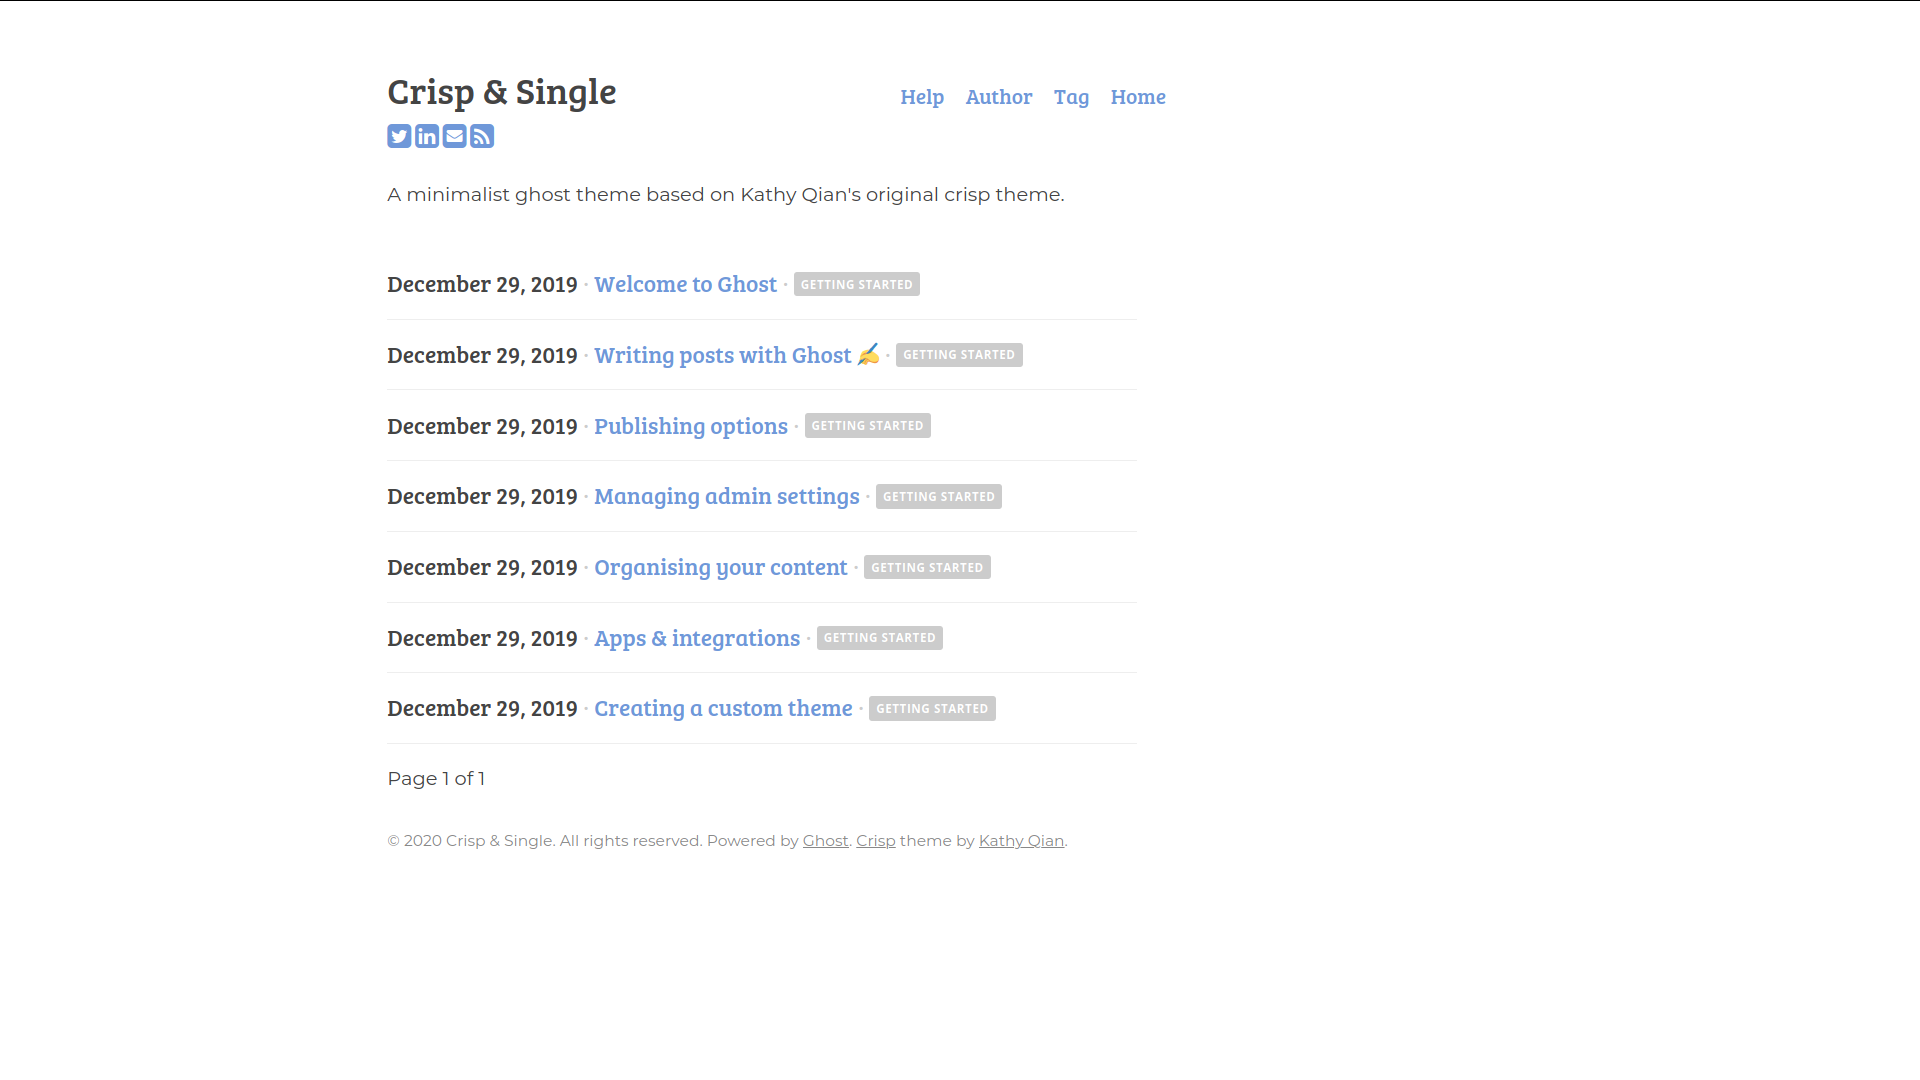 Crisp & Single
Help Author Tag Home
A minimalist ghost theme based on Kathy Qian's original crisp theme.
December 29, 2019 · Welcome to Ghost · GETTING STARTED
December 29, 2019 · Writing posts with Ghost ✍️ · GETTING STARTED
December 29, 2019 · Publishing options · GETTING STARTED
December 29, 2019 · Managing admin settings · GETTING STARTED
December 29, 2019 · Organising your content · GETTING STARTED
December 29, 2019 · Apps & integrations · GETTING STARTED
December 29, 2019 · Creating a custom theme · GETTING STARTED
Page 1 of 1
© 2020 Crisp & Single. All rights reserved. Powered by Ghost. Crisp theme by Kathy Qian.